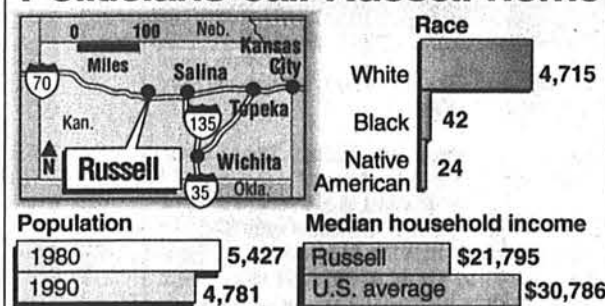 Race
0 100 Neb.
Miles
Kansas
City
70
Salina
Topeka
Kan.
135
N
Russell
Wichita
35
Okla.
White 4,715
Black 42
Native
American 24
Population
1980 5,427
1990 4,781
Median household income
Russell $21,795
U.S. average $30,786